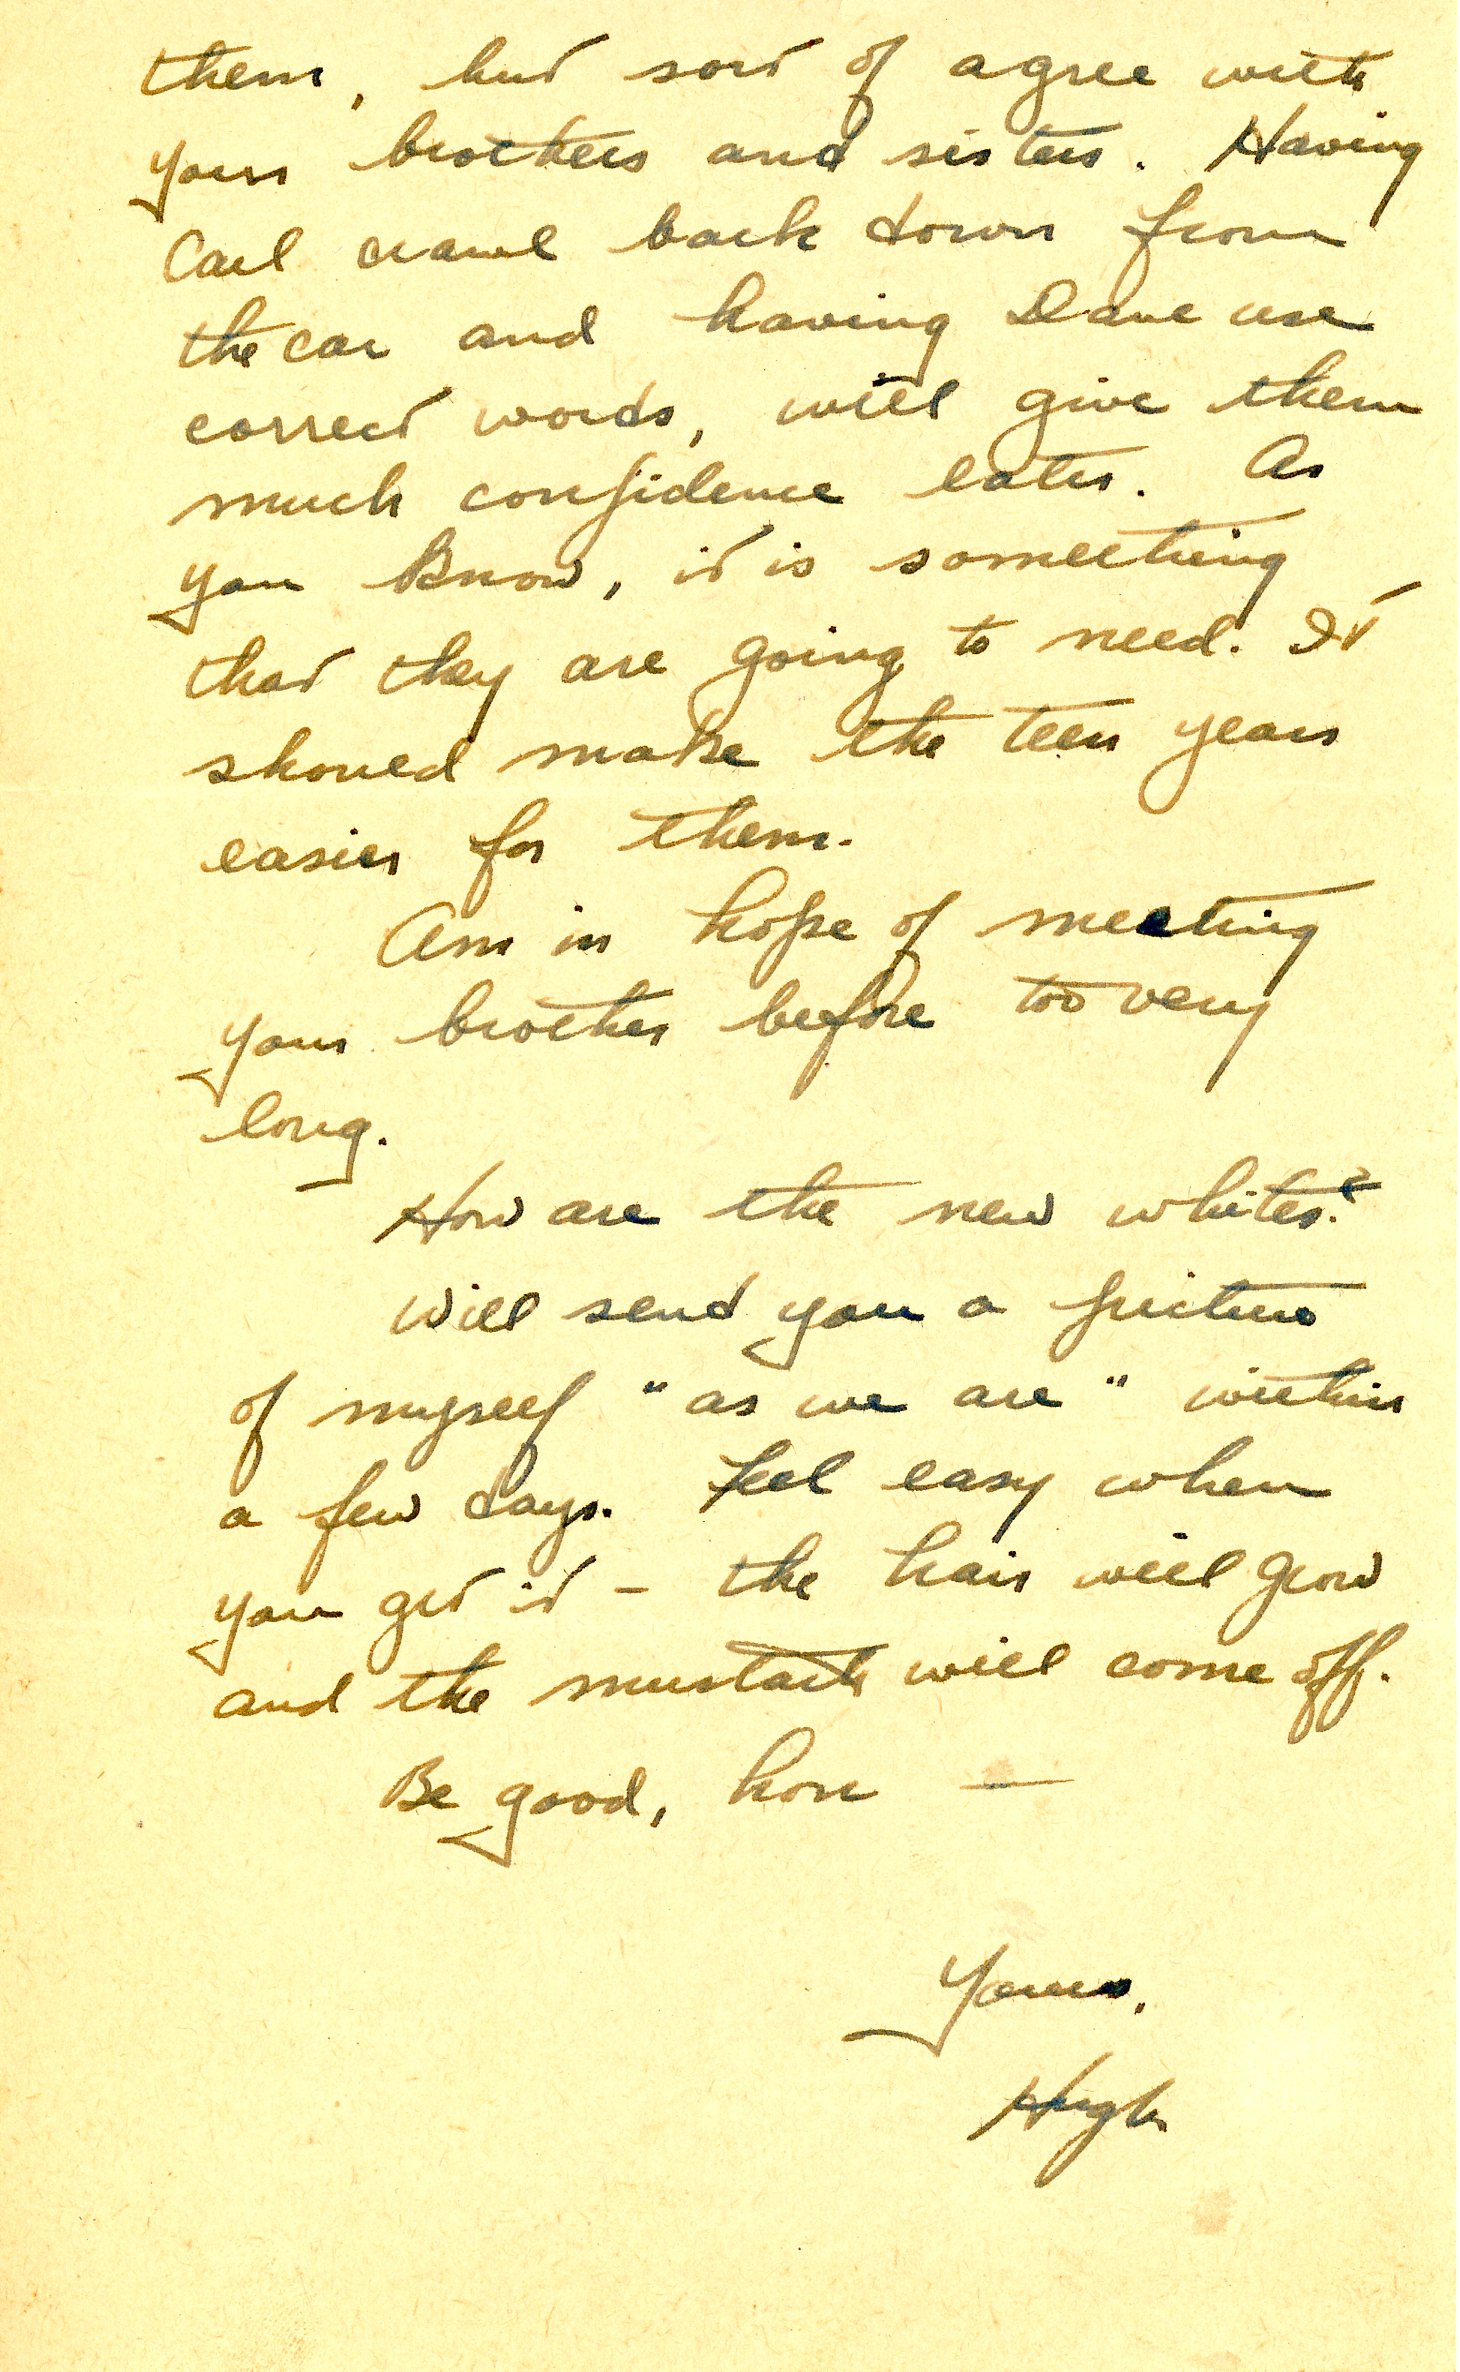 them, but sort of agree with
your brothers and sisters. Having
Carl crawl back down from
the car and having Dave use
correct words, will give them
much confidence later. As
you know, it is something
that they are going to need. It
should make the teen years
easier for them.
Am in hope of meeting
your brother before too very
long.
How are the new whites?
Will send you a picture
of myself "as we are" within
a few days. Feel easy when
you get it - the hair will grow
and the mustach will come off.
Be good, hon —
Yours,
Hugh